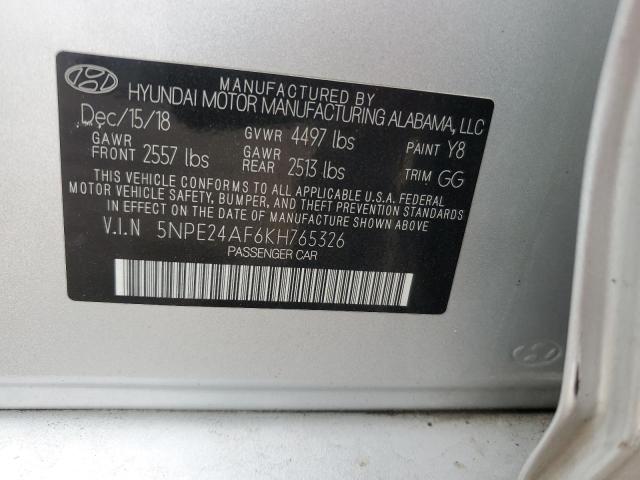 MANUFACTURED BY
HYUNDAI MOTOR MANUFACTURING ALABAMA, LLC
Dec/15/18 GVWR 4497 lbs PAINT Y8
GAWR FRONT 2557 lbs GAWR REAR 2513 lbs TRIM GG
THIS VEHICLE CONFORMS TO ALL APPLICABLE U.S.A. FEDERAL
MOTOR VEHICLE SAFETY, BUMPER, AND THEFT PREVENTION STANDARDS
IN EFFECT ON THE DATE OF MANUFACTURE SHOWN ABOVE
V.I.N 5NPE24AF6KH765326
PASSENGER CAR